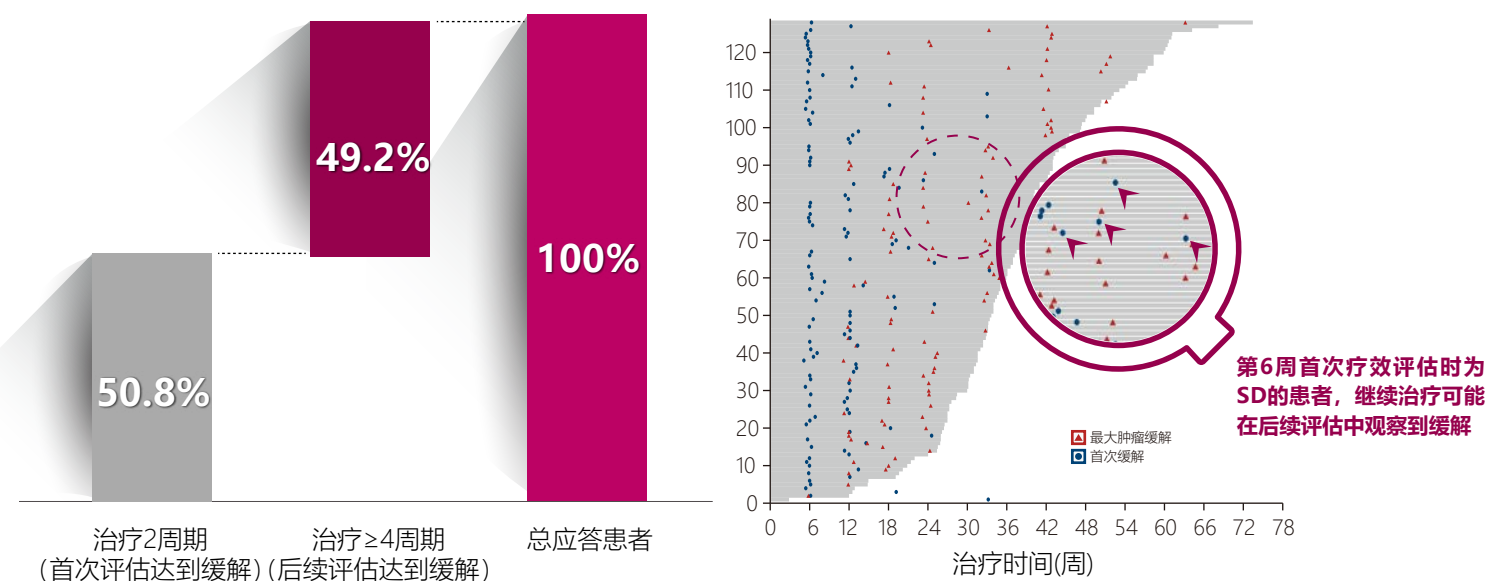 50.8%
49.2%
100%
治疗2周期
（首次评估达到缓解）
治疗≥4周期
（后续评估达到缓解）
总应答患者
120
110
100
90
80
70
60
50
40
30
20
10
0
0 6 12 18 24 30 36 42 48 54 60 66 72 78
治疗时间(周)
最大肿瘤缓解
首次缓解
第6周首次疗效评估时为
SD的患者，继续治疗可能
在后续评估中观察到缓解